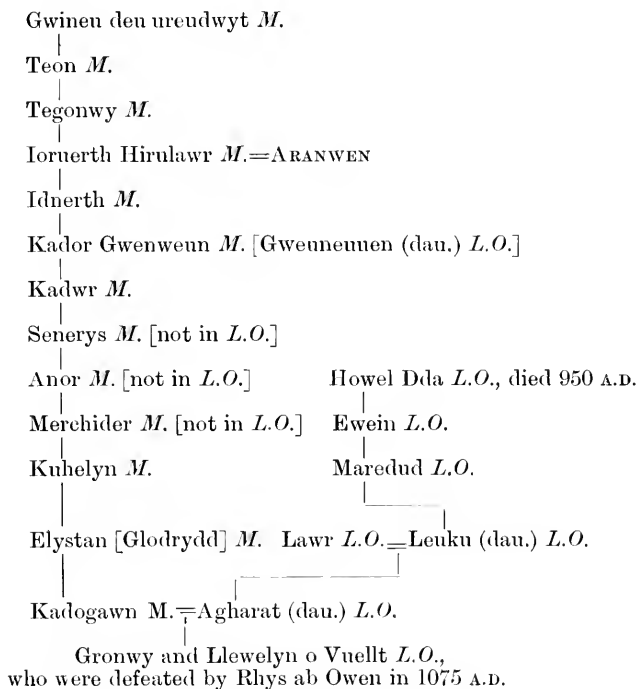 Gwinen deu ureudwyt M.
Teon M.
Tegonwy M.
Ioruerth Hirulawr M.=ARANWEN
Idnerth M.
Kador Gwenweun M. [Gweuneunen (dau.) L.O.]
Kadwr M.
Senerys M. [not in L.O.]
Anor M. [not in L.O.] Howel Dda L.O., died 950 A.D.
Merchider M. [not in L.O.] Ewein L.O.
Kuhelyn M. Maredud L.O.
Elystan [Glodrydd] M. Lawr L.O.=Leuku (dau.) L.O.
Kadogawn M.=Agharat (dau.) L.O.
Gronwy and Llewelyn o Vuellt L.O.,
who were defeated by Rhys ab Owen in 1075 A.D.